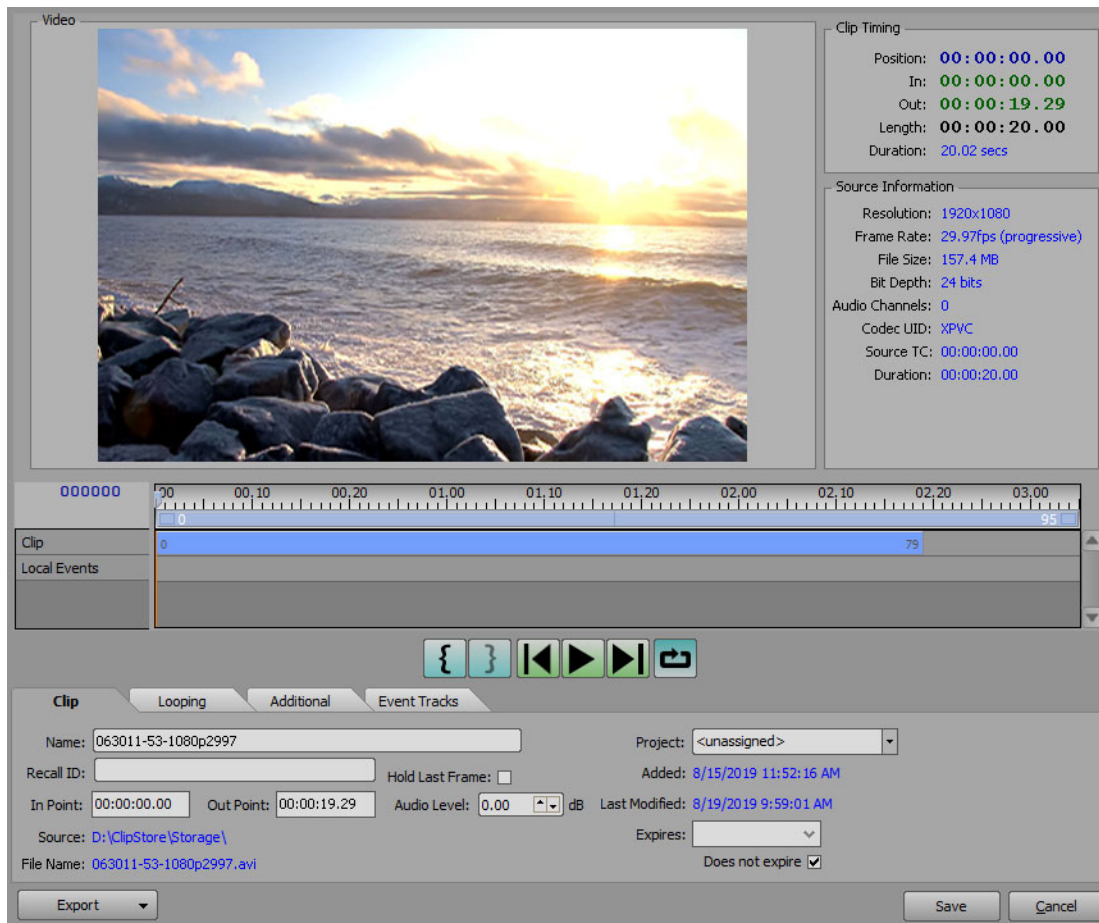 Video
Clip Timing
Position: 00:00:00.00
In: 00:00:00.00
Out: 00:00:19.29
Length: 00:00:20.00
Duration: 20.02 secs
Source Information
Resolution: 1920x1080
Frame Rate: 29.97fps (progressive)
File Size: 157.4 MB
Bit Depth: 24 bits
Audio Channels: 0
Codec UID: XPVC
Source TC: 00:00:00.00
Duration: 00:00:20.00
000000 00 00.10 00.20 01.00 01.10 01.20 02.00 02.10 02.20 03.00
0 95
Clip 0 79
Local Events
Clip Looping Additional Event Tracks
Name: 063011-53-1080p2997 Project: <unassigned>
Recall ID: Hold Last Frame: Added: 8/15/2019 11:52:16 AM
In Point: 00:00:00.00 Out Point: 00:00:19.29 Audio Level: 0.00 dB Last Modified: 8/19/2019 9:59:01 AM
Source: D:\ClipStore\Storage\ Expires:
File Name: 063011-53-1080p2997.avi Does not expire
Export Save Cancel